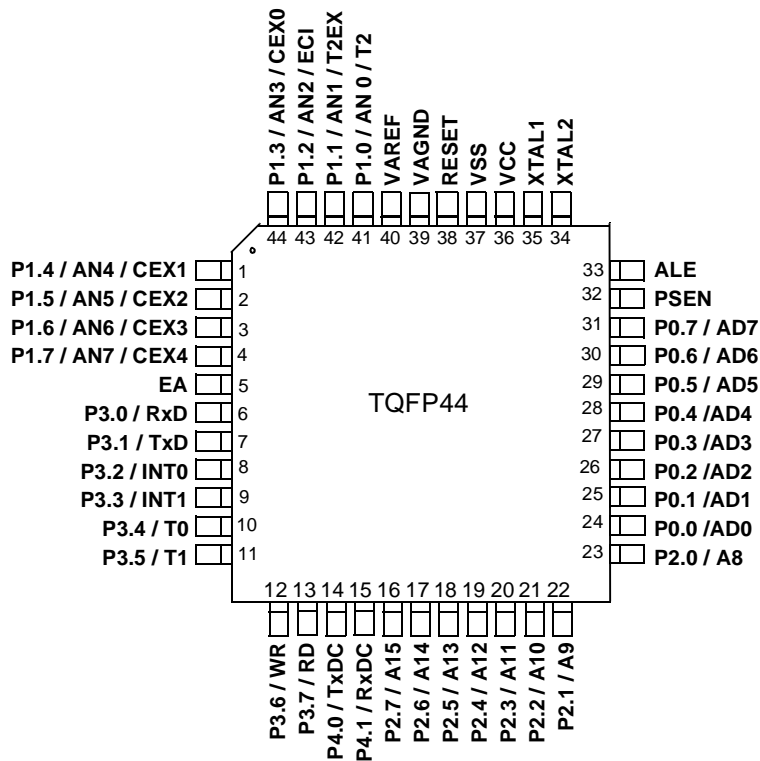 P1.3 / AN3 / CEX0
P1.2 / AN2 / ECI
P1.1 / AN1 / T2EX
P1.0 / AN 0 / T2
VAREF
VAGND
RESET
VSS
VCC
XTAL1
XTAL2
44 43 42 41 40 39 38 37 36 35 34
P1.4 / AN4 / CEX1 1
P1.5 / AN5 / CEX2 2
P1.6 / AN6 / CEX3 3
P1.7 / AN7 / CEX4 4
EA 5
P3.0 / RxD 6
P3.1 / TxD 7
P3.2 / INT0 8
P3.3 / INT1 9
P3.4 / T0 10
P3.5 / T1 11
TQFP44
33 ALE
32 PSEN
31 P0.7 / AD7
30 P0.6 / AD6
29 P0.5 / AD5
28 P0.4 /AD4
27 P0.3 /AD3
26 P0.2 /AD2
25 P0.1 /AD1
24 P0.0 /AD0
23 P2.0 / A8
12 13 14 15 16 17 18 19 20 21 22
P3.6 / WR
P3.7 / RD
P4.0 / TxDC
P4.1 / RxDC
P2.7 / A15
P2.6 / A14
P2.5 / A13
P2.4 / A12
P2.3 / A11
P2.2 / A10
P2.1 / A9